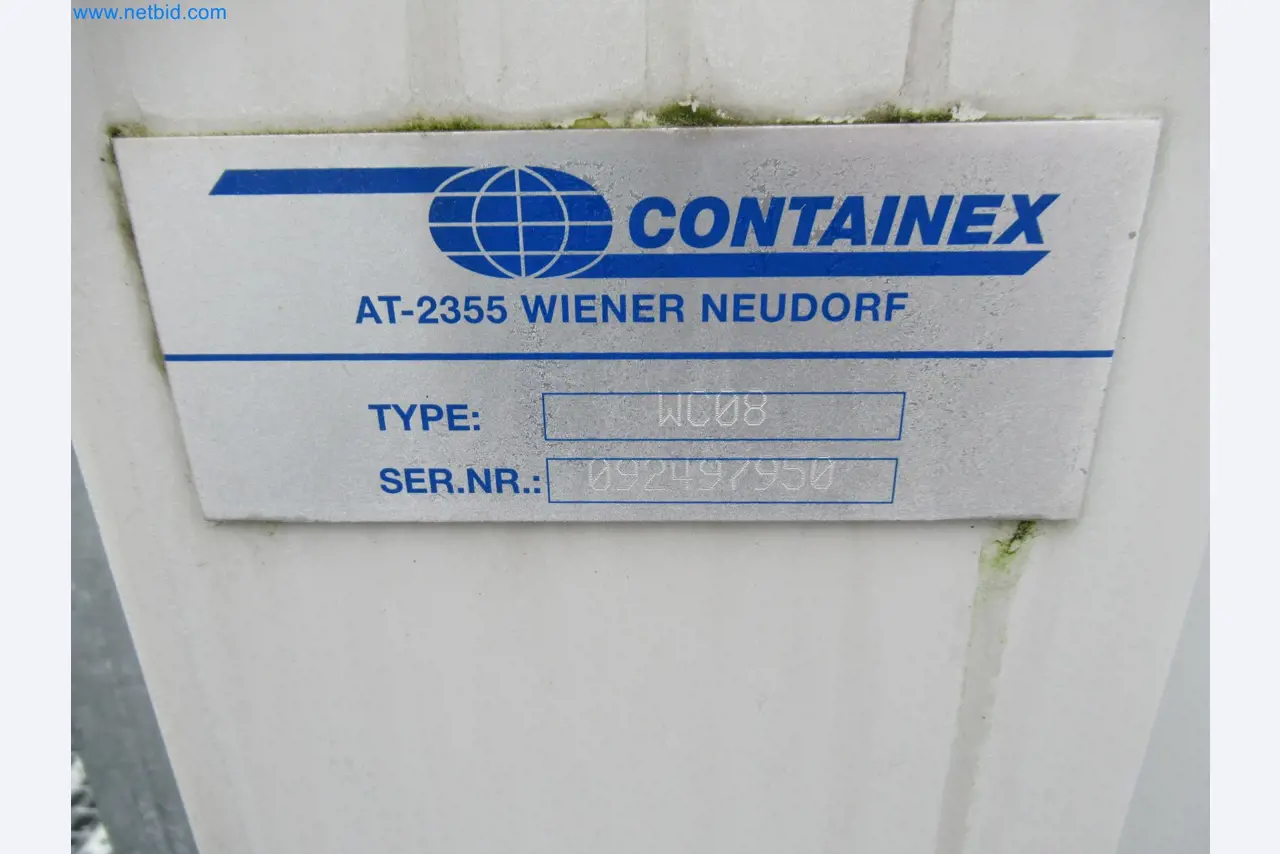 www.netbid.com
CONTAINEX
AT-2355 WIENER NEUDORF
TYPE: WC08
SER.NR.: 092497950